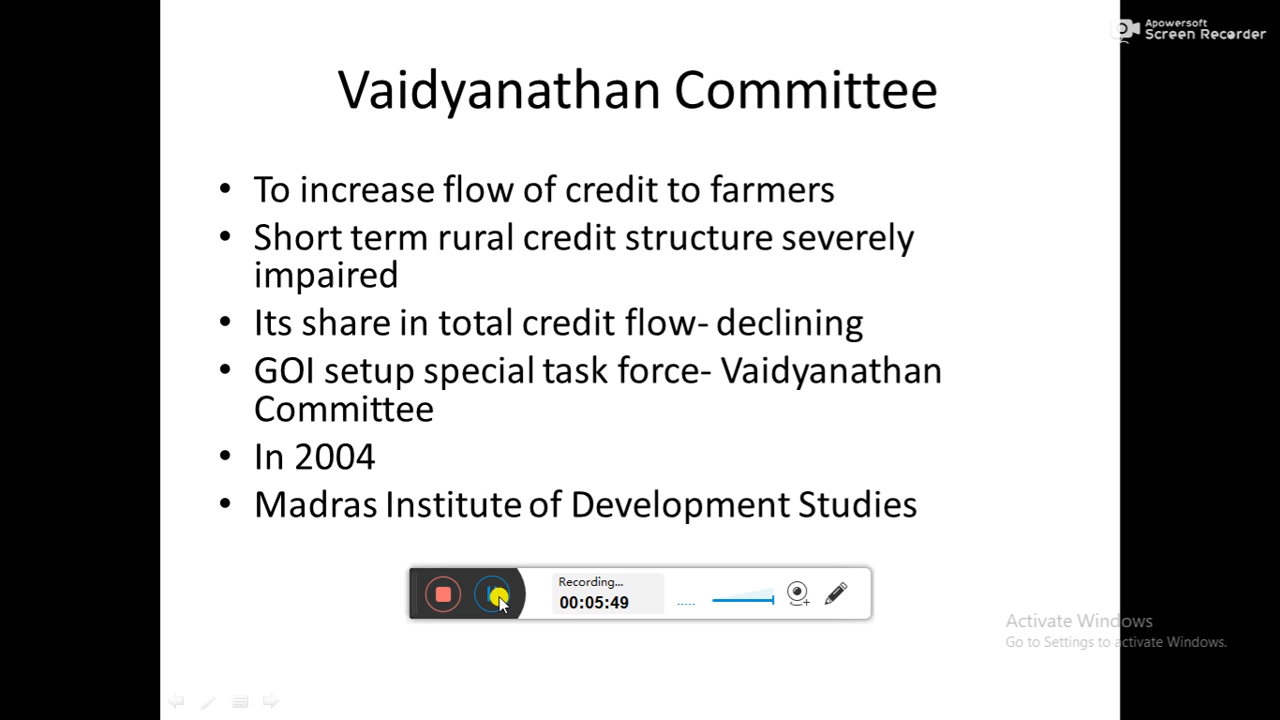 Apowersoft
Screen Recorder
Vaidyanathan Committee
• To increase flow of credit to farmers
• Short term rural credit structure severely
impaired
• Its share in total credit flow- declining
• GOI setup special task force- Vaidyanathan
Committee
• In 2004
• Madras Institute of Development Studies
Recording...
00:05:49
Activate Windows
Go to Settings to activate Windows.